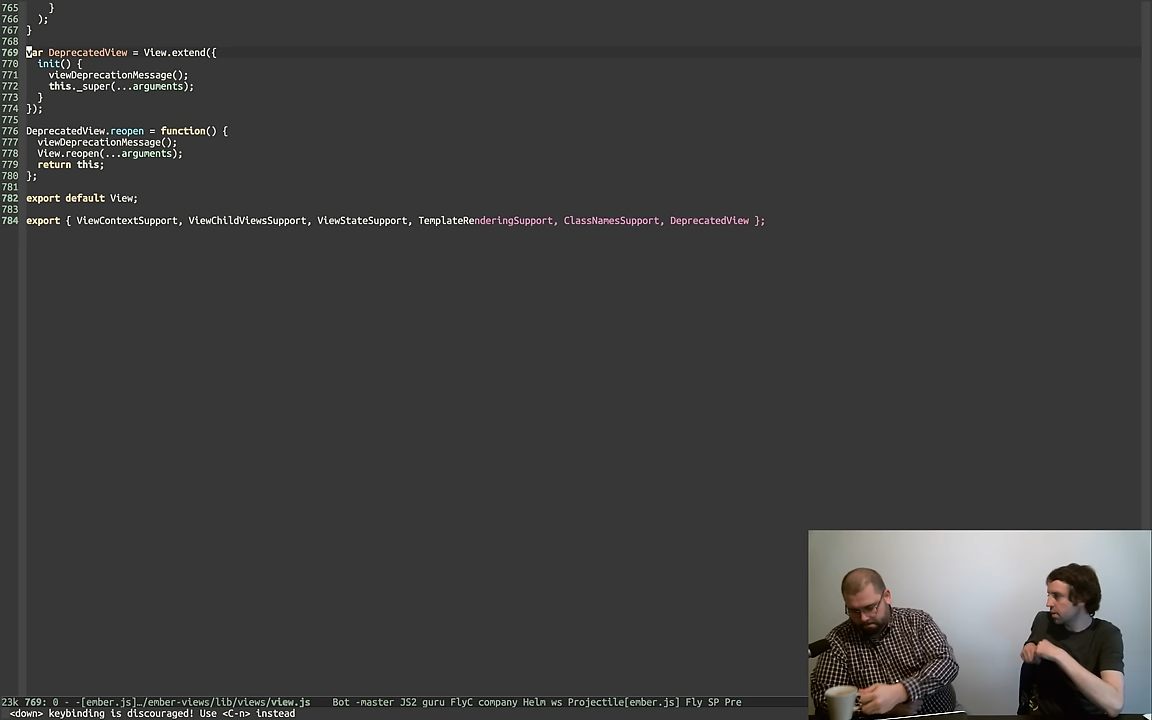 765     }
766   );
767 }
768
769 var DeprecatedView = View.extend({
770   init() {
771     viewDeprecationMessage();
772     this._super(...arguments);
773   }
774 });
775
776 DeprecatedView.reopen = function() {
777   viewDeprecationMessage();
778   View.reopen(...arguments);
779   return this;
780 };
781
782 export default View;
783
784 export { ViewContextSupport, ViewChildViewsSupport, ViewStateSupport, TemplateRenderingSupport, ClassNamesSupport, DeprecatedView };
23k 769: 0 - -[ember.js]…/ember-views/lib/views/view.js    Bot -master JS2 guru FlyC company Helm ws Projectile[ember.js] Fly SP Pre
<down> keybinding is discouraged! Use <C-n> instead